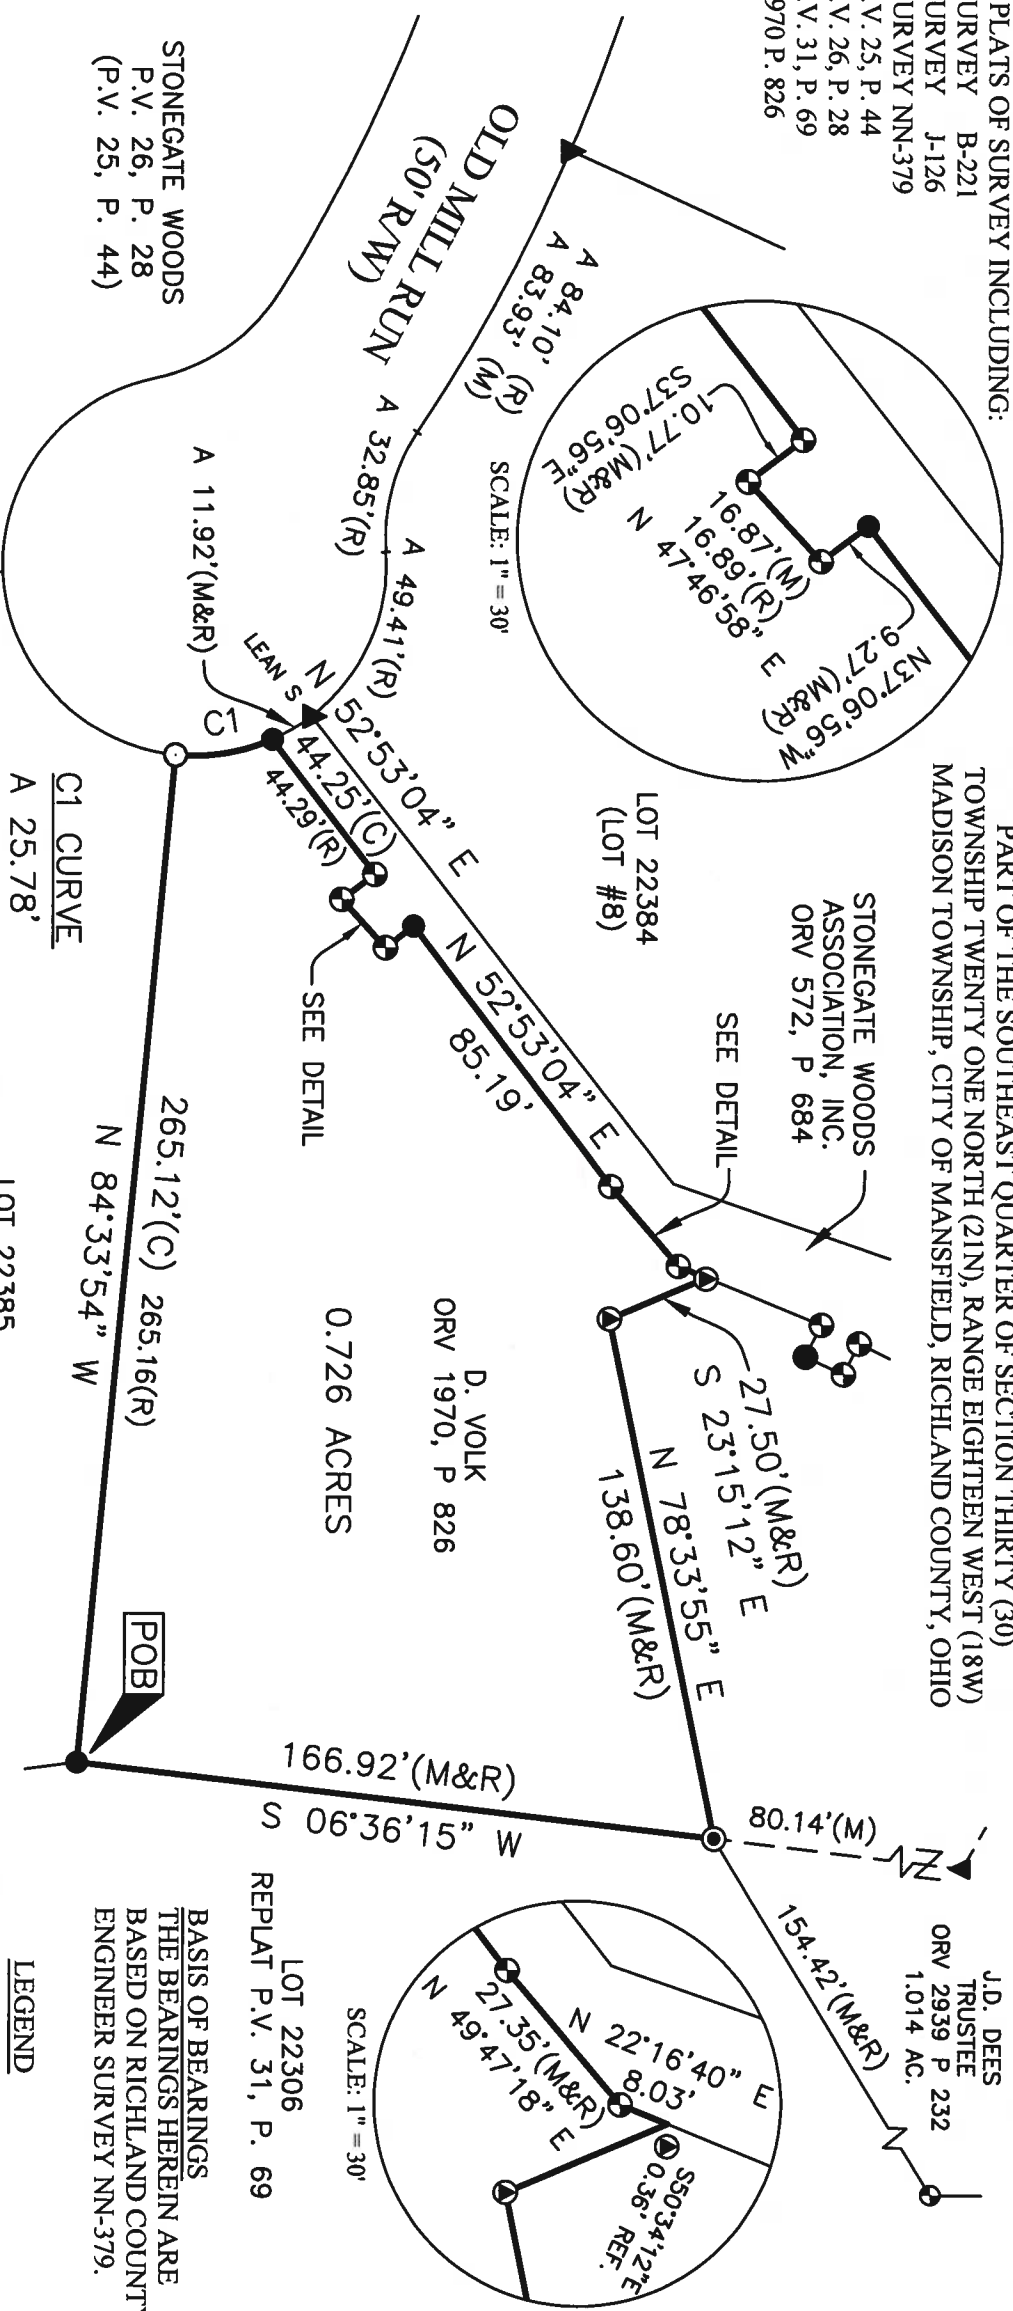 PLATS OF SURVEY INCLUDING:
URVEY B-221
URVEY J-126
URVEY NN-379
.V. 25, P. 44
.V. 26, P. 28
.V. 31, P. 69
970 P. 826
PART OF THE SOUTHEAST QUARTER OF SECTION THIRTY (30)
TOWNSHIP TWENTY ONE NORTH (21N), RANGE EIGHTEEN WEST (18W)
MADISON TOWNSHIP, CITY OF MANSFIELD, RICHLAND COUNTY, OHIO
J.D. DEES
TRUSTEE
ORV 2939 P 232
1.014 AC.
STONEGATE WOODS
ASSOCIATION, INC.
ORV 572, P 684
N37°06'56"W
9.27'(M&R)
N 47°46'58" E
16.89'(R)
16.87'(M)
10.77'(M&R)
S37°06'56"E
SCALE: 1" = 30'
LOT 22384
(LOT #8)
SEE DETAIL
80.14'(M)
154.42'(M&R)
A 84.10' (R)
A 83.93' (M)
OLD MILL RUN
(50' R/W)
A 32.85'(R)
A 49.41'(R)
N 52°53'04" E
44.25'(C)
44.29'(R)
LEAN S
A 11.92'(M&R)
C1
N 52°53'04" E
85.19'
SEE DETAIL
27.50'(M&R)
S 23°15'12" E
N 78°33'55" E
138.60'(M&R)
D. VOLK
ORV 1970, P 826
0.726 ACRES
166.92'(M&R)
S 06°36'15" W
N 22°16'40" E
8.03'
27.35'(M&R)
N 49°47'18" E
S50°34'12"E
0.36' REF.
SCALE: 1" = 30'
LOT 22306
REPLAT P.V. 31, P. 69
STONEGATE WOODS
P.V. 26, P. 28
(P.V. 25, P. 44)
265.12'(C) 265.16(R)
N 84°33'54" W
POB
BASIS OF BEARINGS
THE BEARINGS HEREIN ARE
BASED ON RICHLAND COUNTY
ENGINEER SURVEY NN-379.
C1 CURVE
A 25.78'
LOT 22385
LEGEND